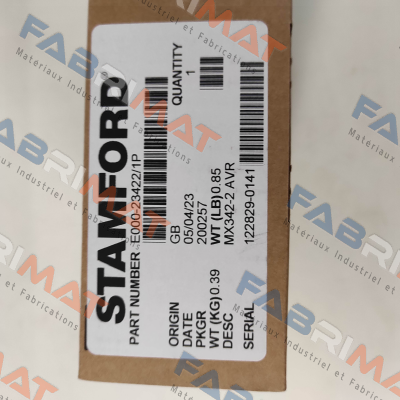 STAMFORD
PART NUMBER :E000-23422/1P
QUANTITY
1
ORIGIN GB
DATE 05/04/23
PKGR 200257
WT (KG)0.39 WT (LB)0.85
DESC MX342-2 AVR
SERIAL 122829-0141
FABRIMAT
Materiaux Industriels et Fabrications